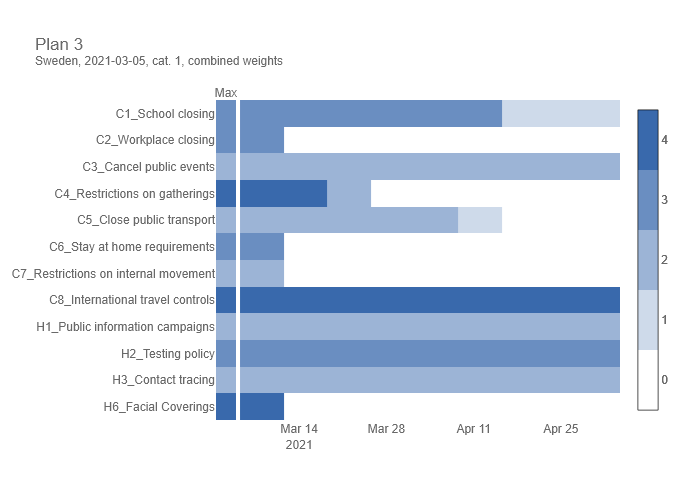 Plan 3
Sweden, 2021-03-05, cat. 1, combined weights
Max
C1_School closing
C2_Workplace closing
C3_Cancel public events
C4_Restrictions on gatherings
C5_Close public transport
C6_Stay at home requirements
C7_Restrictions on internal movement
C8_International travel controls
H1_Public information campaigns
H2_Testing policy
H3_Contact tracing
H6_Facial Coverings
Mar 14 Mar 28 Apr 11 Apr 25
2021
4
3
2
1
0